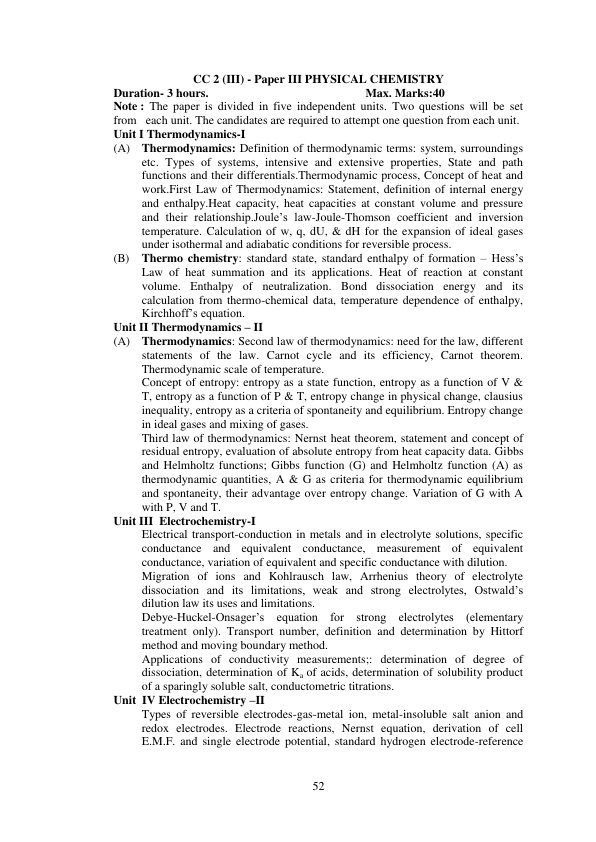 CC 2 (III) - Paper III PHYSICAL CHEMISTRY
Duration- 3 hours. Max. Marks:40
Note : The paper is divided in five independent units. Two questions will be set
from each unit. The candidates are required to attempt one question from each unit.
Unit I Thermodynamics-I
(A) Thermodynamics: Definition of thermodynamic terms: system, surroundings
etc. Types of systems, intensive and extensive properties, State and path
functions and their differentials.Thermodynamic process, Concept of heat and
work.First Law of Thermodynamics: Statement, definition of internal energy
and enthalpy.Heat capacity, heat capacities at constant volume and pressure
and their relationship.Joule's law-Joule-Thomson coefficient and inversion
temperature. Calculation of w, q, dU, & dH for the expansion of ideal gases
under isothermal and adiabatic conditions for reversible process.
(B) Thermo chemistry: standard state, standard enthalpy of formation – Hess's
Law of heat summation and its applications. Heat of reaction at constant
volume. Enthalpy of neutralization. Bond dissociation energy and its
calculation from thermo-chemical data, temperature dependence of enthalpy,
Kirchhoff's equation.
Unit II Thermodynamics – II
(A) Thermodynamics: Second law of thermodynamics: need for the law, different
statements of the law. Carnot cycle and its efficiency, Carnot theorem.
Thermodynamic scale of temperature.
Concept of entropy: entropy as a state function, entropy as a function of V &
T, entropy as a function of P & T, entropy change in physical change, clausius
inequality, entropy as a criteria of spontaneity and equilibrium. Entropy change
in ideal gases and mixing of gases.
Third law of thermodynamics: Nernst heat theorem, statement and concept of
residual entropy, evaluation of absolute entropy from heat capacity data. Gibbs
and Helmholtz functions; Gibbs function (G) and Helmholtz function (A) as
thermodynamic quantities, A & G as criteria for thermodynamic equilibrium
and spontaneity, their advantage over entropy change. Variation of G with A
with P, V and T.
Unit III Electrochemistry-I
Electrical transport-conduction in metals and in electrolyte solutions, specific
conductance and equivalent conductance, measurement of equivalent
conductance, variation of equivalent and specific conductance with dilution.
Migration of ions and Kohlrausch law, Arrhenius theory of electrolyte
dissociation and its limitations, weak and strong electrolytes, Ostwald's
dilution law its uses and limitations.
Debye-Huckel-Onsager's equation for strong electrolytes (elementary
treatment only). Transport number, definition and determination by Hittorf
method and moving boundary method.
Applications of conductivity measurements;: determination of degree of
dissociation, determination of Ka of acids, determination of solubility product
of a sparingly soluble salt, conductometric titrations.
Unit IV Electrochemistry –II
Types of reversible electrodes-gas-metal ion, metal-insoluble salt anion and
redox electrodes. Electrode reactions, Nernst equation, derivation of cell
E.M.F. and single electrode potential, standard hydrogen electrode-reference
52